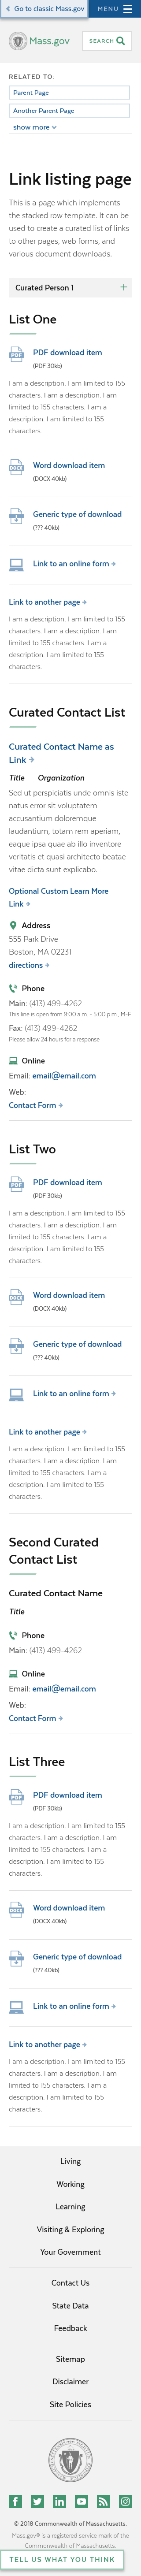 Go to classic Mass.gov
MENU
Mass.gov
SEARCH
RELATED TO:
Parent Page
Another Parent Page
show more
Link listing page
This is a page which implements
the stacked row template. It can be
used to create a curated list of
links to other pages, web forms,
and various document downloads.
Curated Person 1
List One
PDF download item
(PDF 30kb)
I am a description. I am limited to 155
characters. I am a description. I am
limited to 155 characters. I am a
description. I am limited to 155
characters.
Word download item
(DOCX 40kb)
Generic type of download
(??? 40kb)
Link to an online form
Link to another page
I am a description. I am limited to 155
characters. I am a description. I am
limited to 155 characters. I am a
description. I am limited to 155
characters.
Curated Contact List
Curated Contact Name as
Link
Title
Organization
Sed ut perspiciatis unde omnis iste
natus error sit voluptatem
accusantium doloremque
laudantium, totam rem aperiam,
eaque ipsa quae ab illo inventore
veritatis et quasi architecto beatae
vitae dicta sunt explicabo.
Optional Custom Learn More
Link
Address
555 Park Drive
Boston, MA 02231
directions
Phone
Main: (413) 499-4262
This line is open from 9:00 a.m. - 5:00 p.m., M-F
Fax: (413) 499-4262
Please allow 24 hours for a response
Online
Email: email@email.com
Web:
Contact Form
List Two
PDF download item
(PDF 30kb)
I am a description. I am limited to 155
characters. I am a description. I am
limited to 155 characters. I am a
description. I am limited to 155
characters.
Word download item
(DOCX 40kb)
Generic type of download
(??? 40kb)
Link to an online form
Link to another page
I am a description. I am limited to 155
characters. I am a description. I am
limited to 155 characters. I am a
description. I am limited to 155
characters.
Second Curated
Contact List
Curated Contact Name
Title
Phone
Main: (413) 499-4262
Online
Email: email@email.com
Web:
Contact Form
List Three
PDF download item
(PDF 30kb)
I am a description. I am limited to 155
characters. I am a description. I am
limited to 155 characters. I am a
description. I am limited to 155
characters.
Word download item
(DOCX 40kb)
Generic type of download
(??? 40kb)
Link to an online form
Link to another page
I am a description. I am limited to 155
characters. I am a description. I am
limited to 155 characters. I am a
description. I am limited to 155
characters.
Living
Working
Learning
Visiting & Exploring
Your Government
Contact Us
State Data
Feedback
Sitemap
Disclaimer
Site Policies
© 2018 Commonwealth of Massachusetts.
Mass.gov® is a registered service mark of the
Commonwealth of Massachusetts.
TELL US WHAT YOU THINK